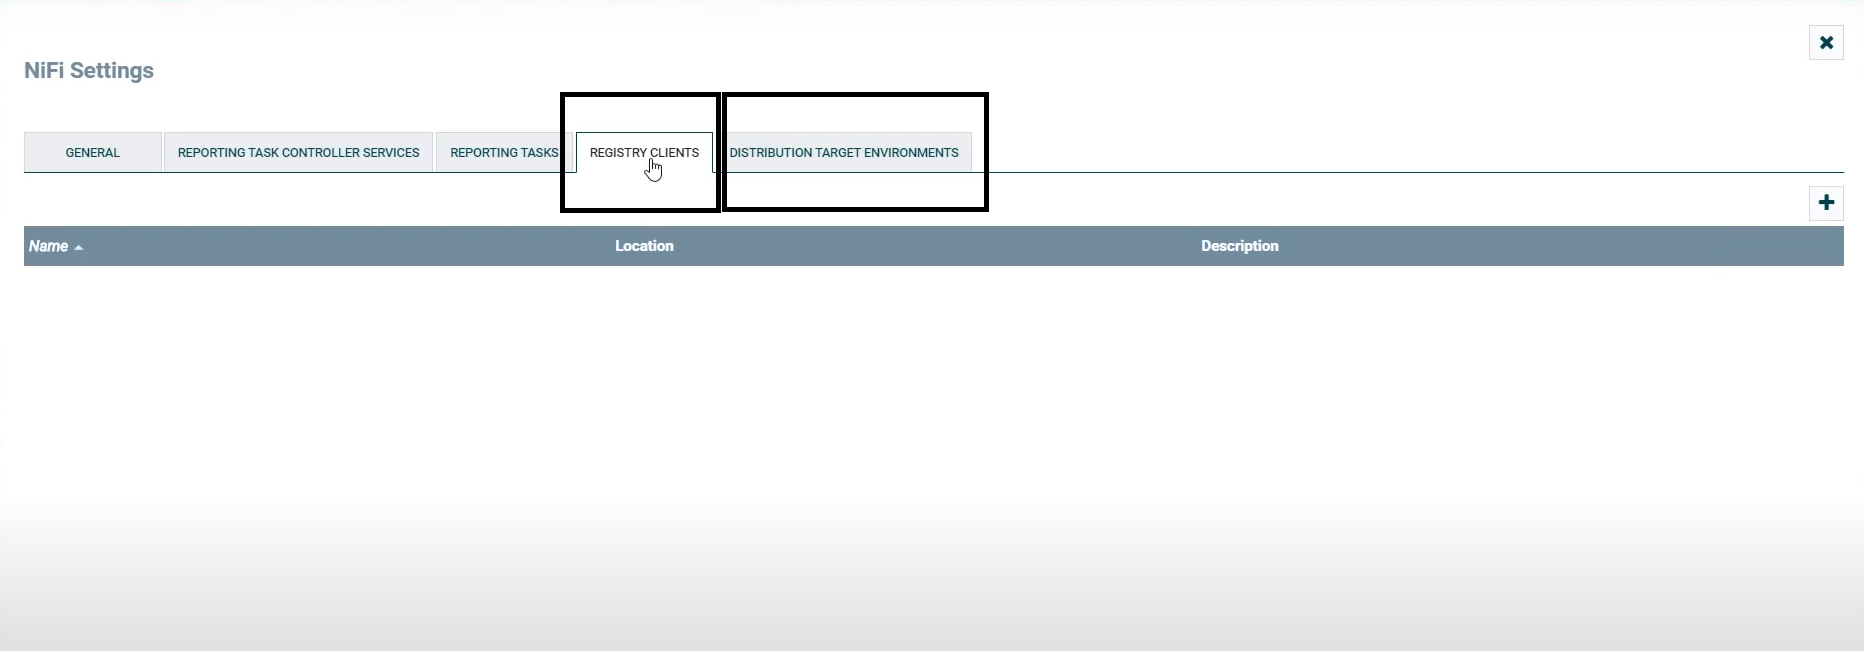 NiFi Settings
GENERAL REPORTING TASK CONTROLLER SERVICES REPORTING TASKS REGISTRY CLIENTS DISTRIBUTION TARGET ENVIRONMENTS
Name Location Description